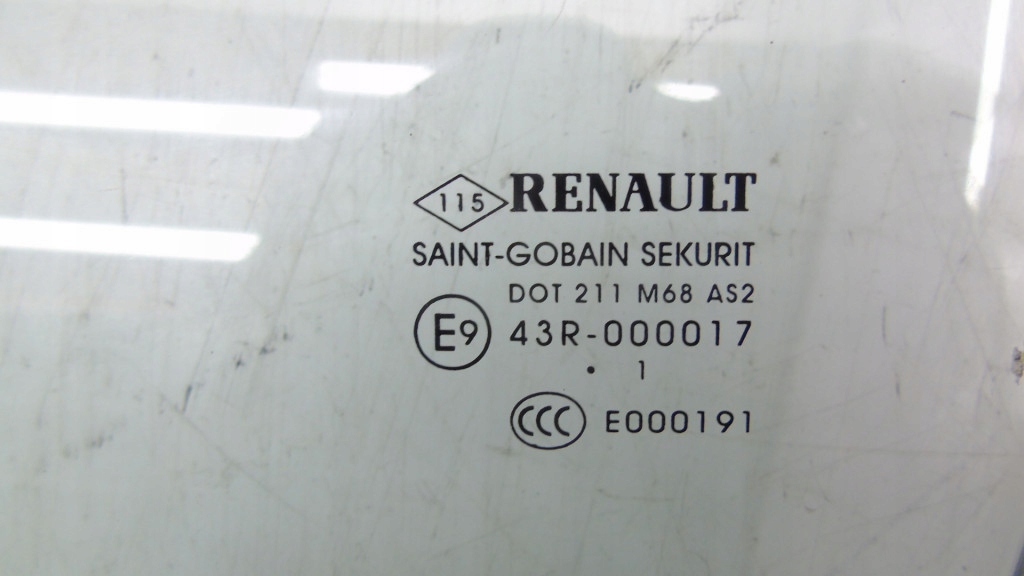 115 RENAULT
SAINT-GOBAIN SEKURIT
DOT 211 M68 AS2
E9 43R-000017
• 1
CCC E000191